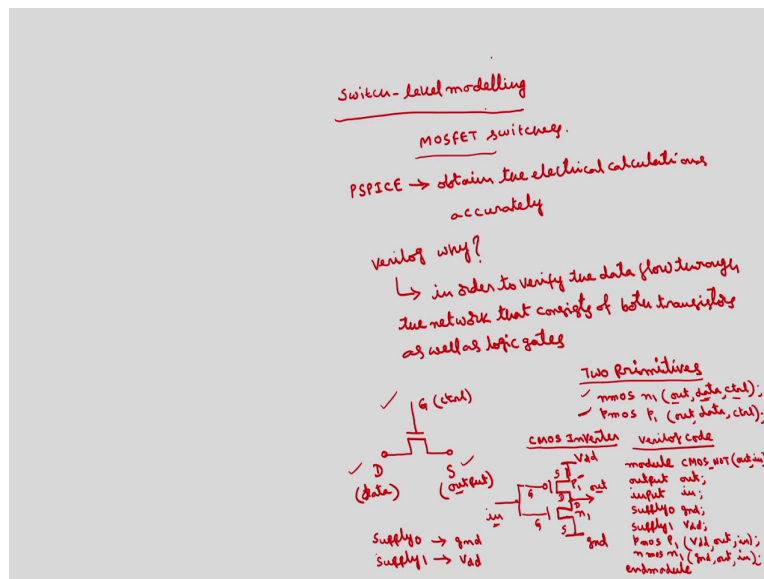 Switch-level modelling
MOSFET switches.
PSPICE → obtains the electrical calculations
accurately
Verilog why?
↳ in order to verify the data flow through
the network that consists of both transistors
as well as logic gates
Two Primitives
✓ nmos n1 (out, data, ctrl);
✓ pmos p1 (out, data, ctrl);
✓ G (ctrl)
✓ D
(data)
S ✓
(output)
supply0 → gnd
supply1 → Vdd
CMOS Inverter
Vdd
S
G
P1
D
out
in
D
G
n1
S
gnd
Verilog code
module CMOS_NOT(out,in)
output out;
input in;
supply0 gnd;
supply1 Vdd;
pmos P1 (Vdd, out, in);
nmos n1 (gnd, out, in);
endmodule